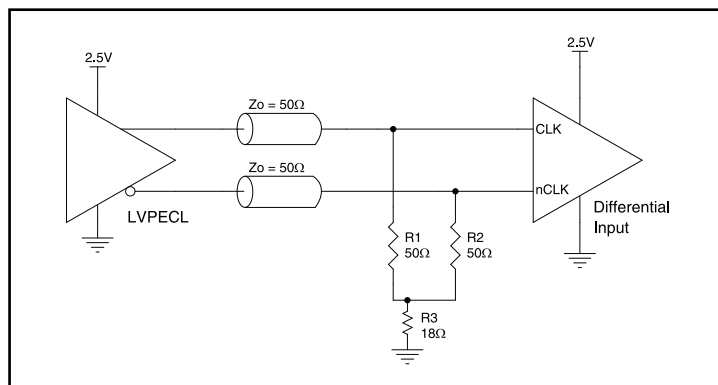 2.5V
2.5V
Zo = 50Ω
CLK
Zo = 50Ω
nCLK
LVPECL
Differential
Input
R1
50Ω
R2
50Ω
R3
18Ω